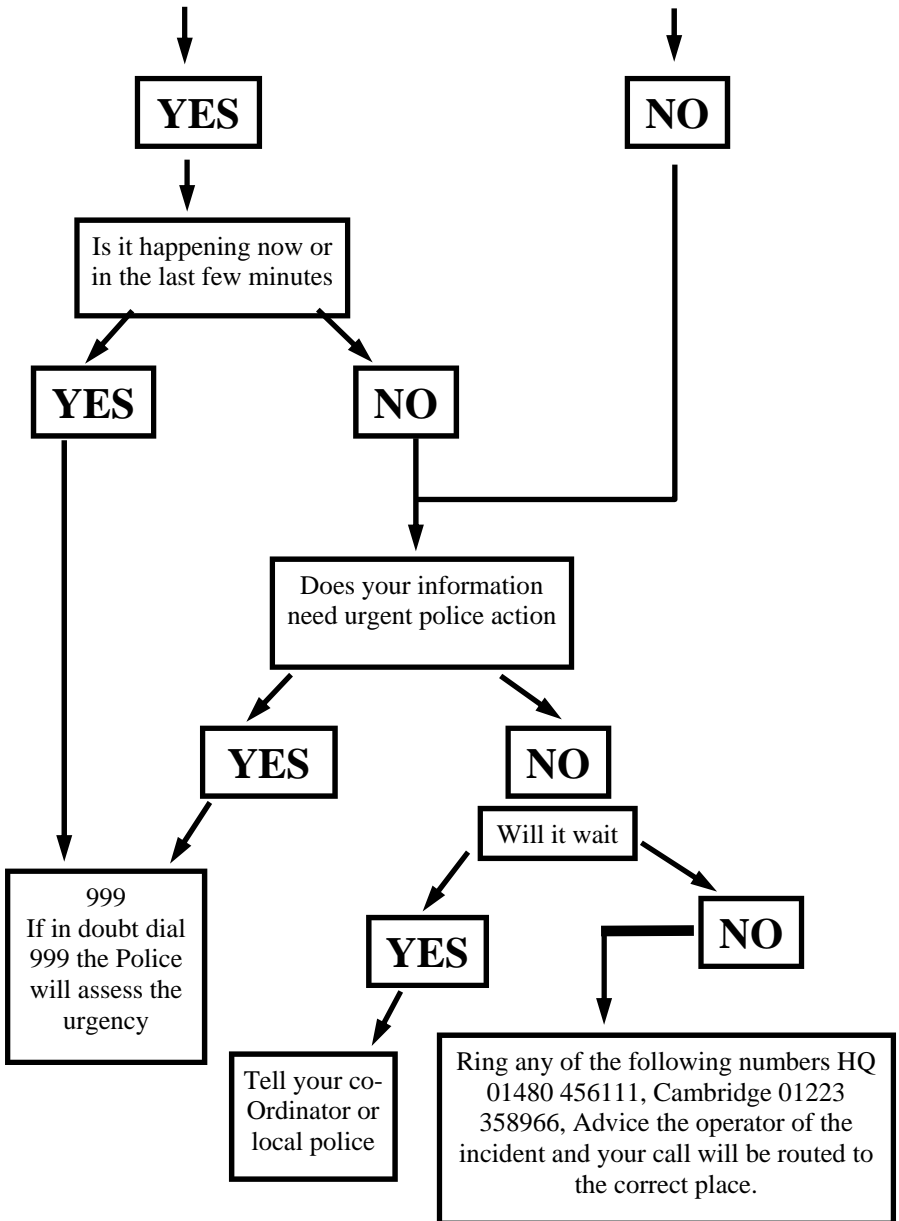 YES
NO
Is it happening now or
in the last few minutes
YES
NO
Does your information
need urgent police action
YES
NO
Will it wait
999
If in doubt dial
999 the Police
will assess the
urgency
YES
NO
Tell your co-
Ordinator or
local police
Ring any of the following numbers HQ
01480 456111, Cambridge 01223
358966, Advice the operator of the
incident and your call will be routed to
the correct place.